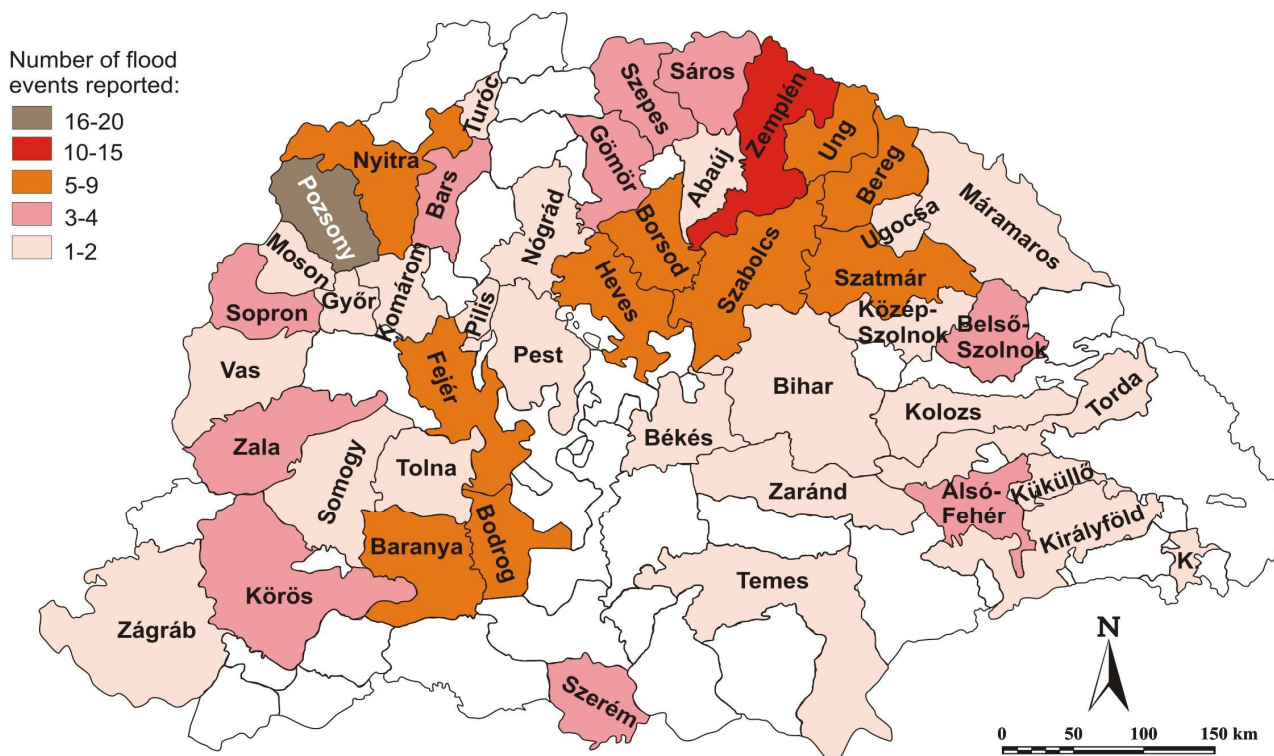 Number of flood
events reported:
16-20
10-15
5-9
3-4
1-2
Turóc
Szepes
Sáros
Zemplén
Ung
Nyitra
Gömör
Abaúj
Bereg
Pozsony
Bars
Nógrád
Borsod
Ugocsa
Máramaros
Moson
Szabolcs
Szatmár
Heves
Győr
Komárom
Sopron
Pilis
Közép-
Szolnok
Belső-
Szolnok
Pest
Vas
Fejér
Bihar
Torda
Kolozs
Békés
Zala
Somogy
Tolna
Zaránd
Alsó-
Fehér
Küküllő
Királyföld
Baranya
Bodrog
K
Temes
Körös
Zágráb
Szerém
N
0 50 100 150 km